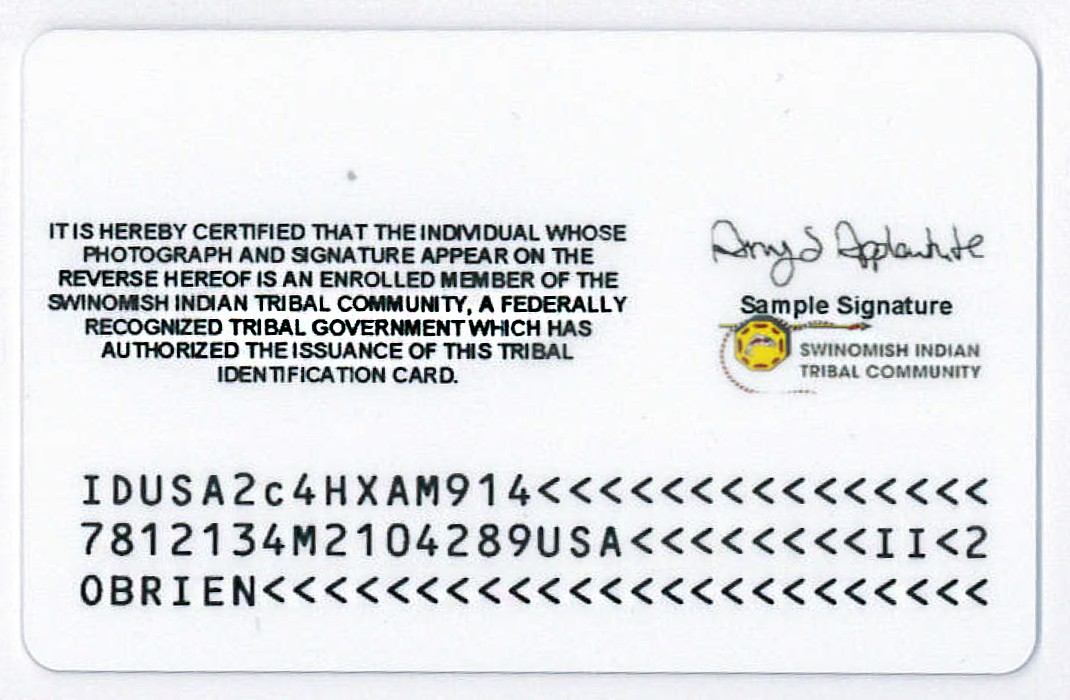 IT IS HEREBY CERTIFIED THAT THE INDIVIDUAL WHOSE
PHOTOGRAPH AND SIGNATURE APPEAR ON THE
REVERSE HEREOF IS AN ENROLLED MEMBER OF THE
SWINOMISH INDIAN TRIBAL COMMUNITY, A FEDERALLY
RECOGNIZED TRIBAL GOVERNMENT WHICH HAS
AUTHORIZED THE ISSUANCE OF THIS TRIBAL
IDENTIFICATION CARD.
Sample Signature
SWINOMISH INDIAN
TRIBAL COMMUNITY
IDUSA2c4HXAM914<<<<<<<<<<<<<<<
7812134M2104289USA<<<<<<<<II<2
OBRIEN<<<<<<<<<<<<<<<<<<<<<<<<